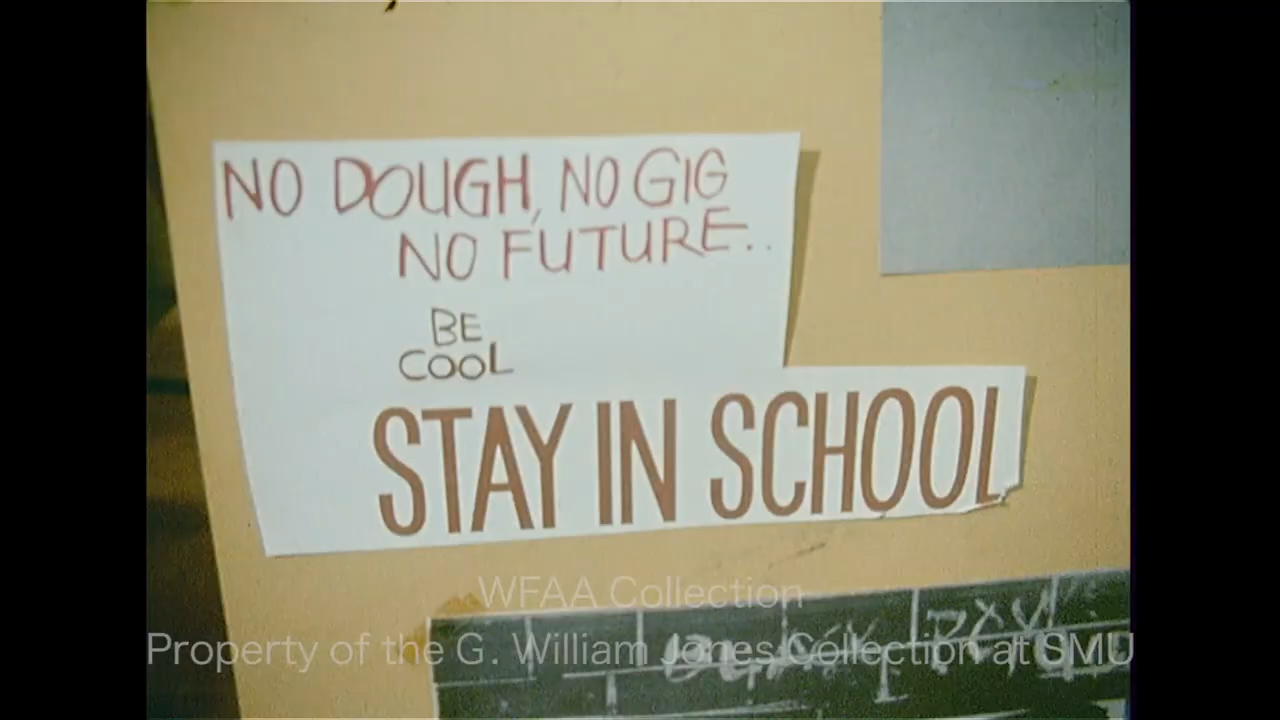 NO DOUGH, NO GIG
NO FUTURE..
BE
COOL
STAY IN SCHOOL
WFAA Collection
Property of the G. William Jones Collection at SMU